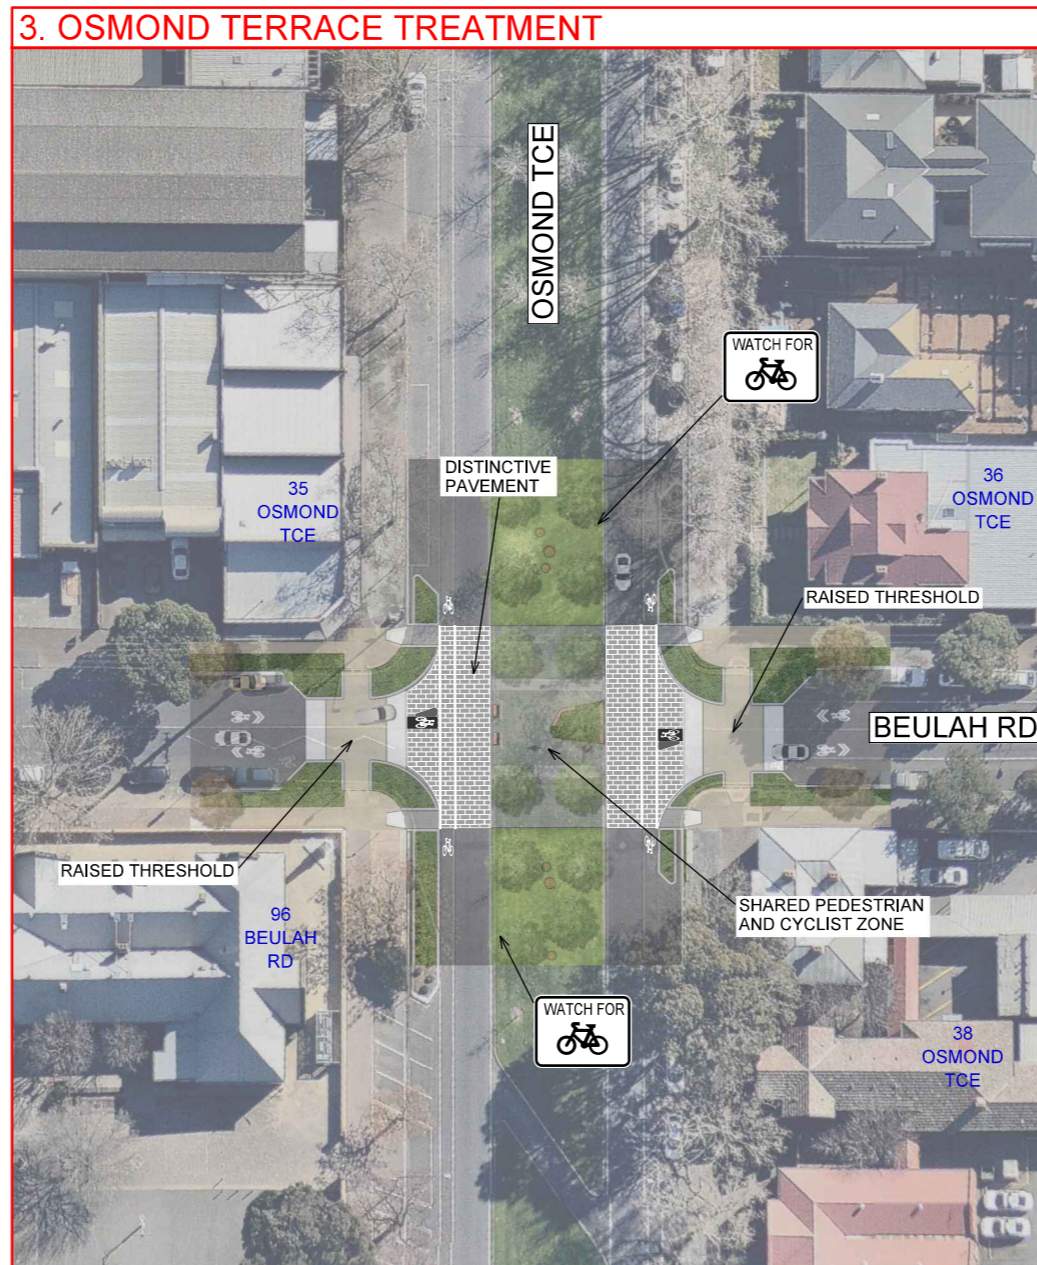 3. OSMOND TERRACE TREATMENT
OSMOND TCE
WATCH FOR
DISTINCTIVE
PAVEMENT
35
OSMOND
TCE
36
OSMOND
TCE
RAISED THRESHOLD
BEULAH RD
RAISED THRESHOLD
96
BEULAH
RD
SHARED PEDESTRIAN
AND CYCLIST ZONE
WATCH FOR
38
OSMOND
TCE